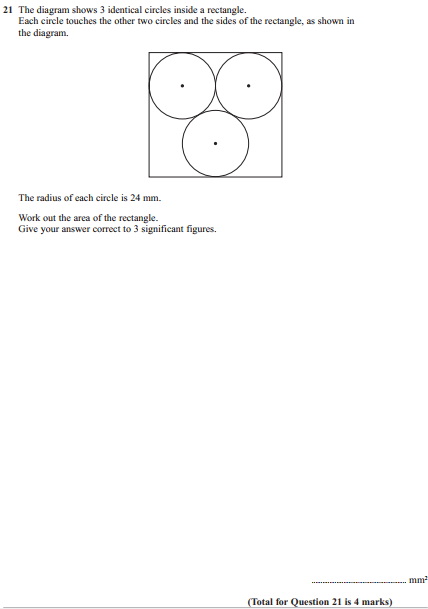 21 The diagram shows 3 identical circles inside a rectangle.
Each circle touches the other two circles and the sides of the rectangle, as shown in
the diagram.
The radius of each circle is 24 mm.
Work out the area of the rectangle.
Give your answer correct to 3 significant figures.
.................................. mm²
(Total for Question 21 is 4 marks)